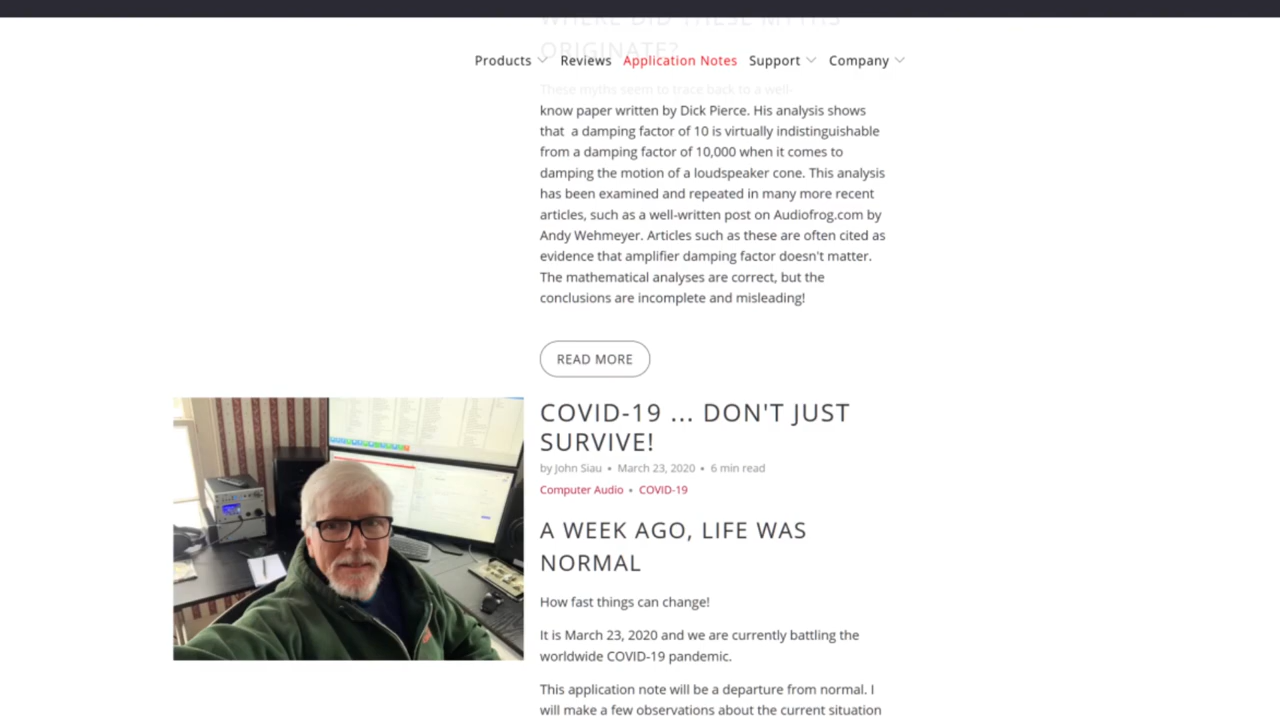 WHERE DID THESE MYTHS
ORIGINATE?
Products Reviews Application Notes Support Company
These myths seem to trace back to a well-
know paper written by Dick Pierce. His analysis shows
that a damping factor of 10 is virtually indistinguishable
from a damping factor of 10,000 when it comes to
damping the motion of a loudspeaker cone. This analysis
has been examined and repeated in many more recent
articles, such as a well-written post on Audiofrog.com by
Andy Wehmeyer. Articles such as these are often cited as
evidence that amplifier damping factor doesn't matter.
The mathematical analyses are correct, but the
conclusions are incomplete and misleading!
READ MORE
COVID-19 ... DON'T JUST
SURVIVE!
by John Siau • March 23, 2020 • 6 min read
Computer Audio • COVID-19
A WEEK AGO, LIFE WAS
NORMAL
How fast things can change!
It is March 23, 2020 and we are currently battling the
worldwide COVID-19 pandemic.
This application note will be a departure from normal. I
will make a few observations about the current situation